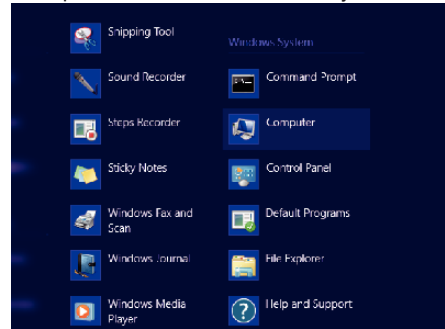 Snipping Tool
Sound Recorder
Steps Recorder
Sticky Notes
Windows Fax and
Scan
Windows Journal
Windows Media
Player
Windows System
Command Prompt
Computer
Control Panel
Default Programs
File Explorer
Help and Support